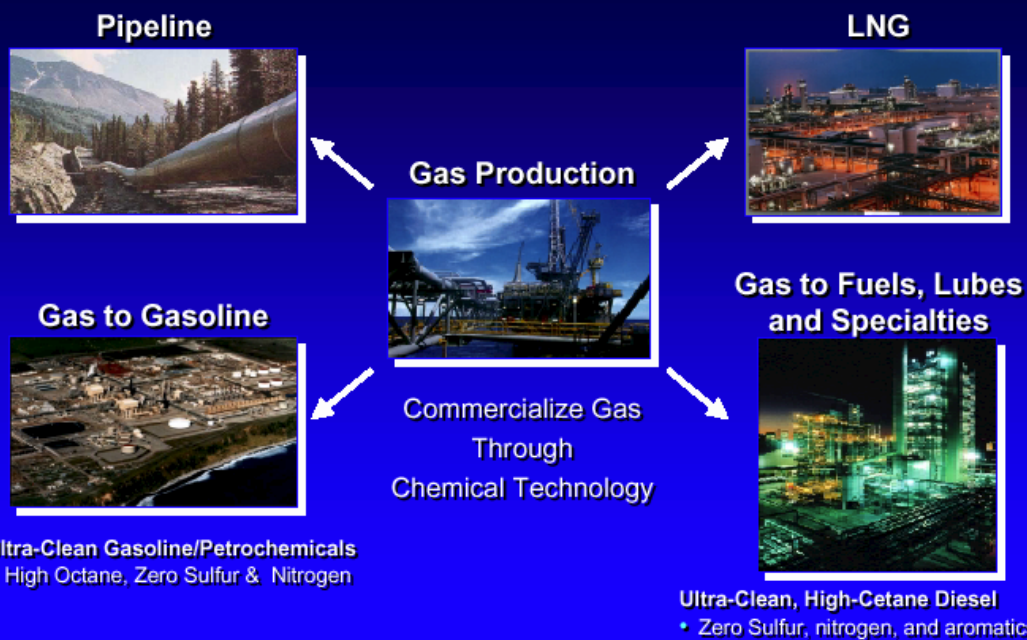 Pipeline
LNG
Gas Production
Gas to Gasoline
Gas to Fuels, Lubes
and Specialties
Commercialize Gas
Through
Chemical Technology
ltra-Clean Gasoline/Petrochemicals
High Octane, Zero Sulfur & Nitrogen
Ultra-Clean, High-Cetane Diesel
• Zero Sulfur, nitrogen, and aromatic